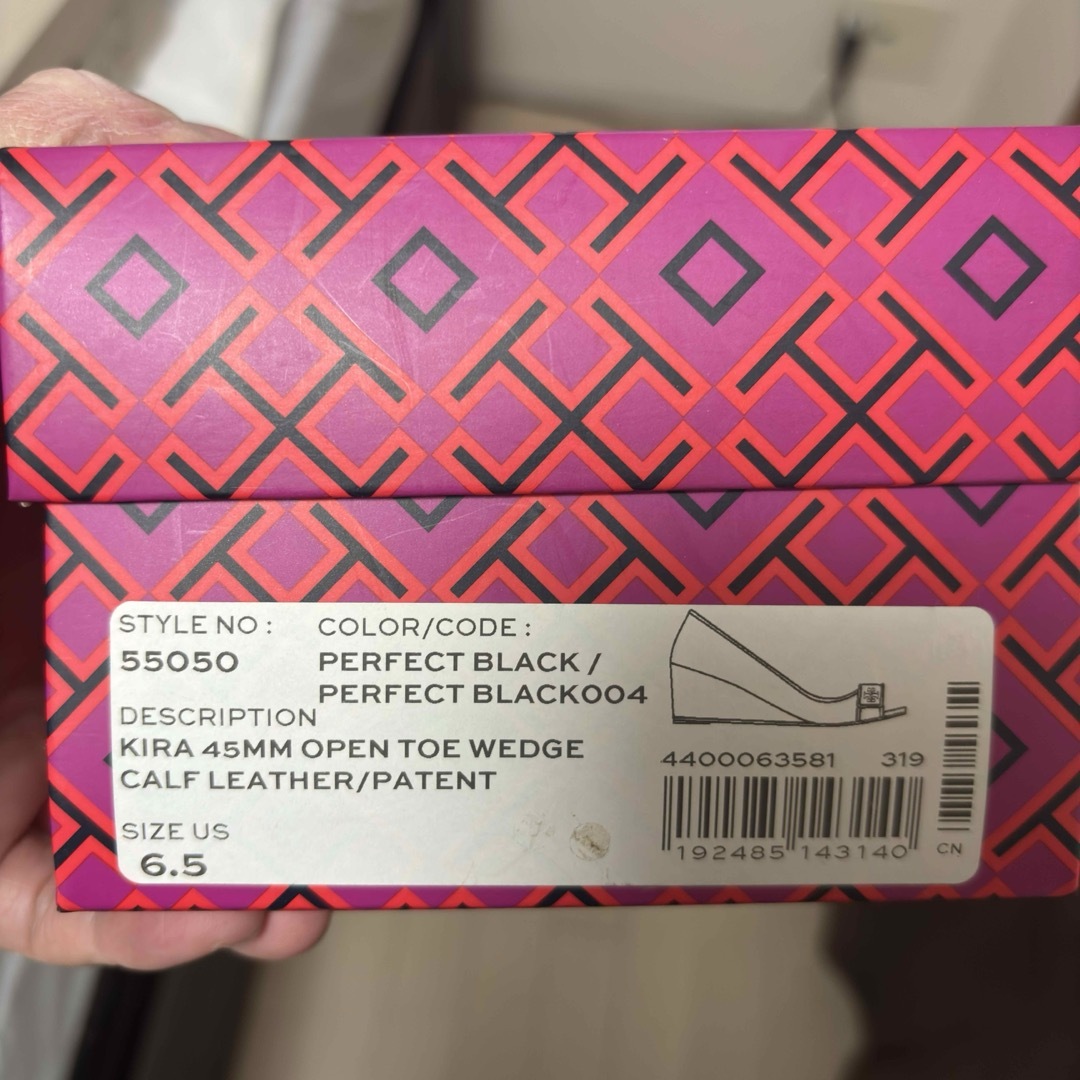 STYLE NO :
55050
COLOR/CODE :
PERFECT BLACK /
PERFECT BLACK004
DESCRIPTION
KIRA 45MM OPEN TOE WEDGE
CALF LEATHER/PATENT
SIZE US
6.5
4400063581 319
192485 143140
CN